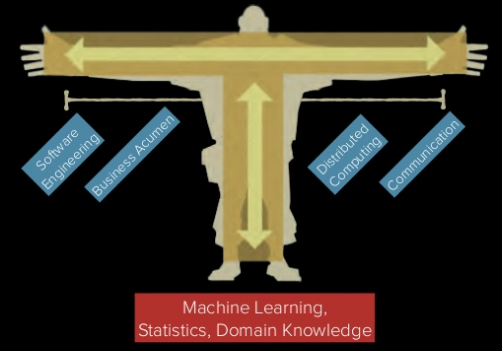 Software
Engineering
Business Acumen
Distributed
Computing
Communication
Machine Learning,
Statistics, Domain Knowledge